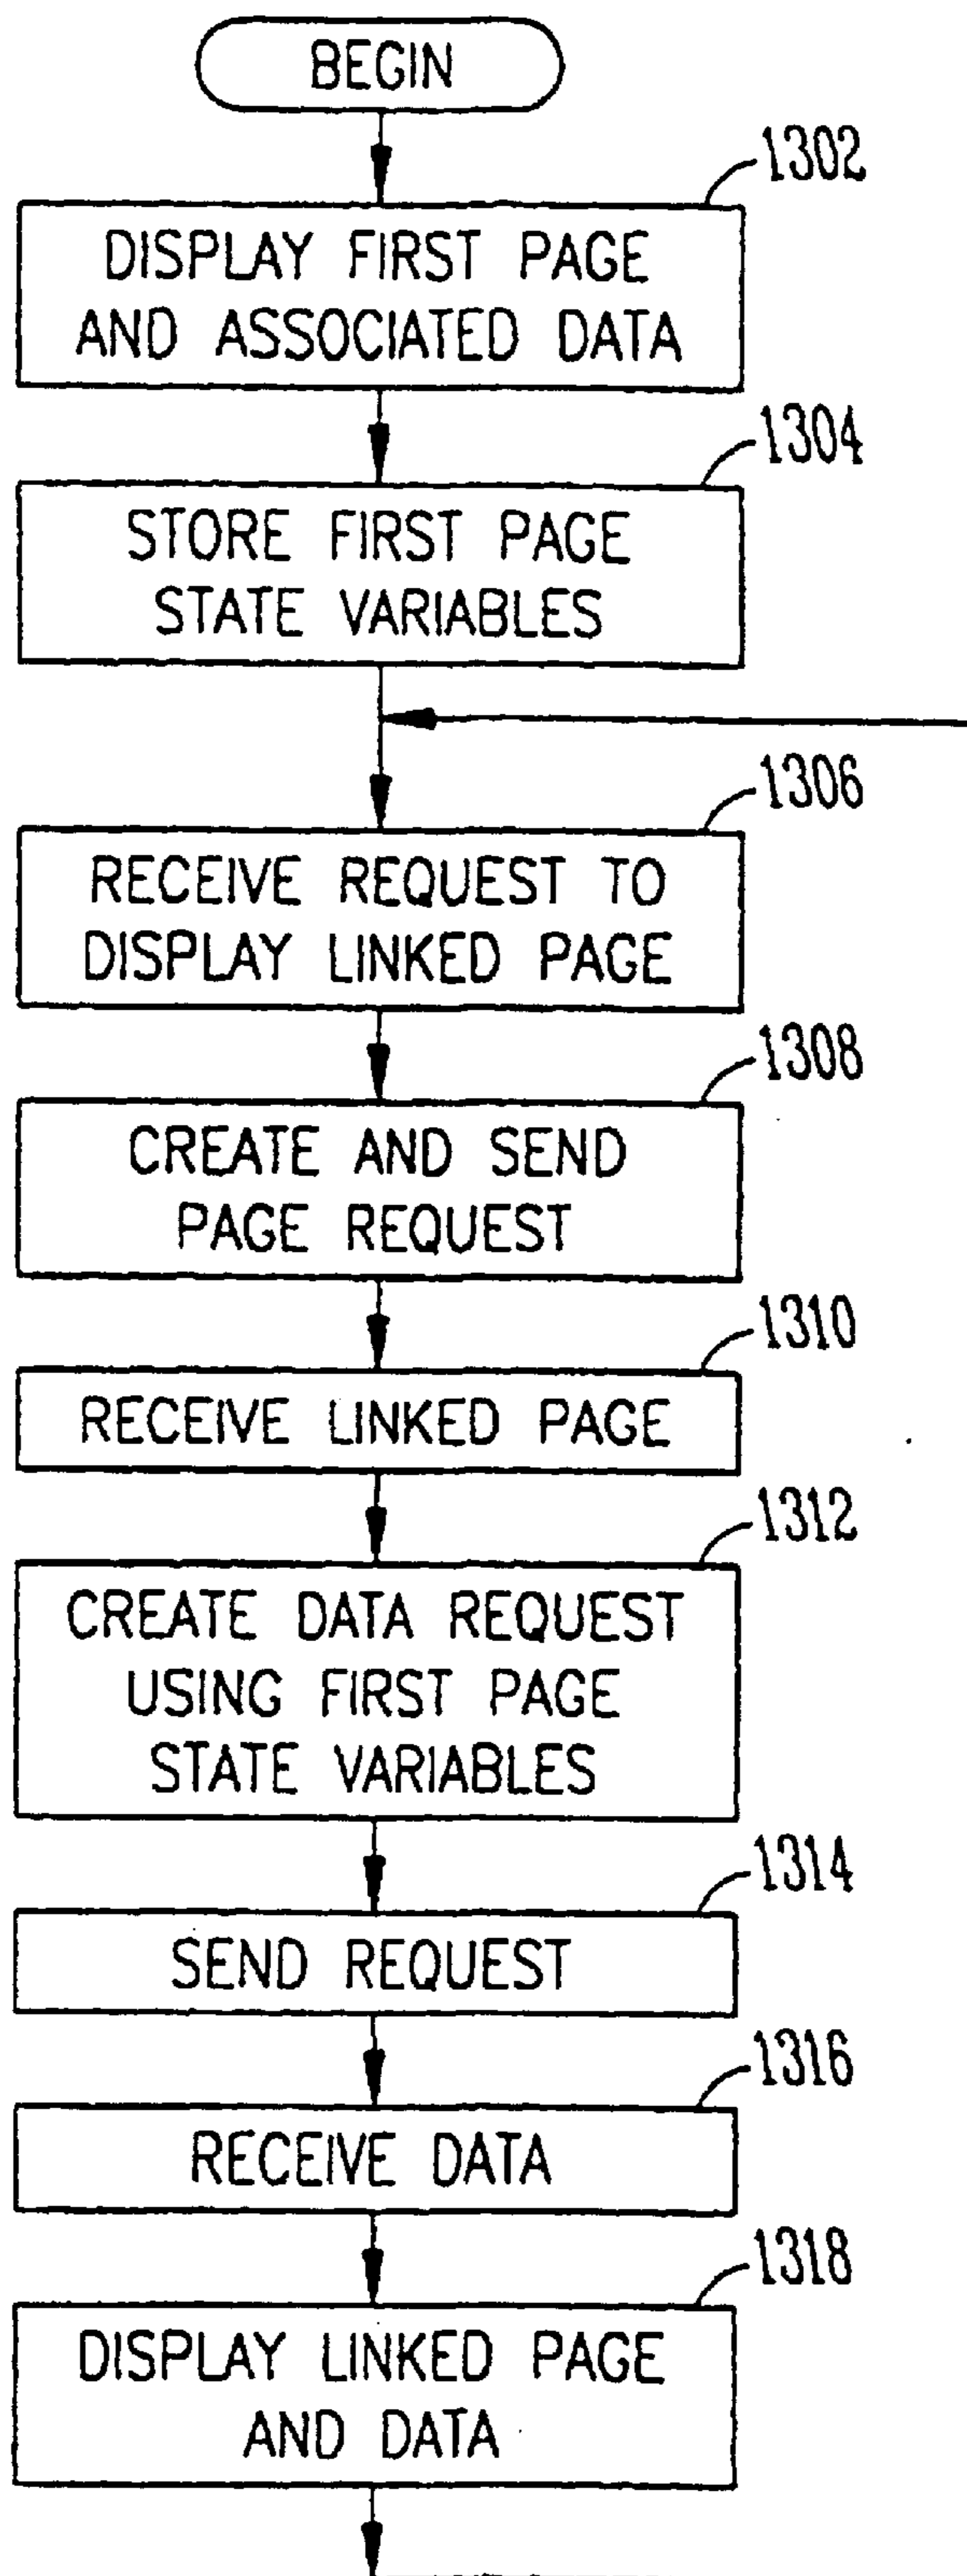 BEGIN
1302
DISPLAY FIRST PAGE
AND ASSOCIATED DATA
1304
STORE FIRST PAGE
STATE VARIABLES
1306
RECEIVE REQUEST TO
DISPLAY LINKED PAGE
1308
CREATE AND SEND
PAGE REQUEST
1310
RECEIVE LINKED PAGE
1312
CREATE DATA REQUEST
USING FIRST PAGE
STATE VARIABLES
1314
SEND REQUEST
1316
RECEIVE DATA
1318
DISPLAY LINKED PAGE
AND DATA